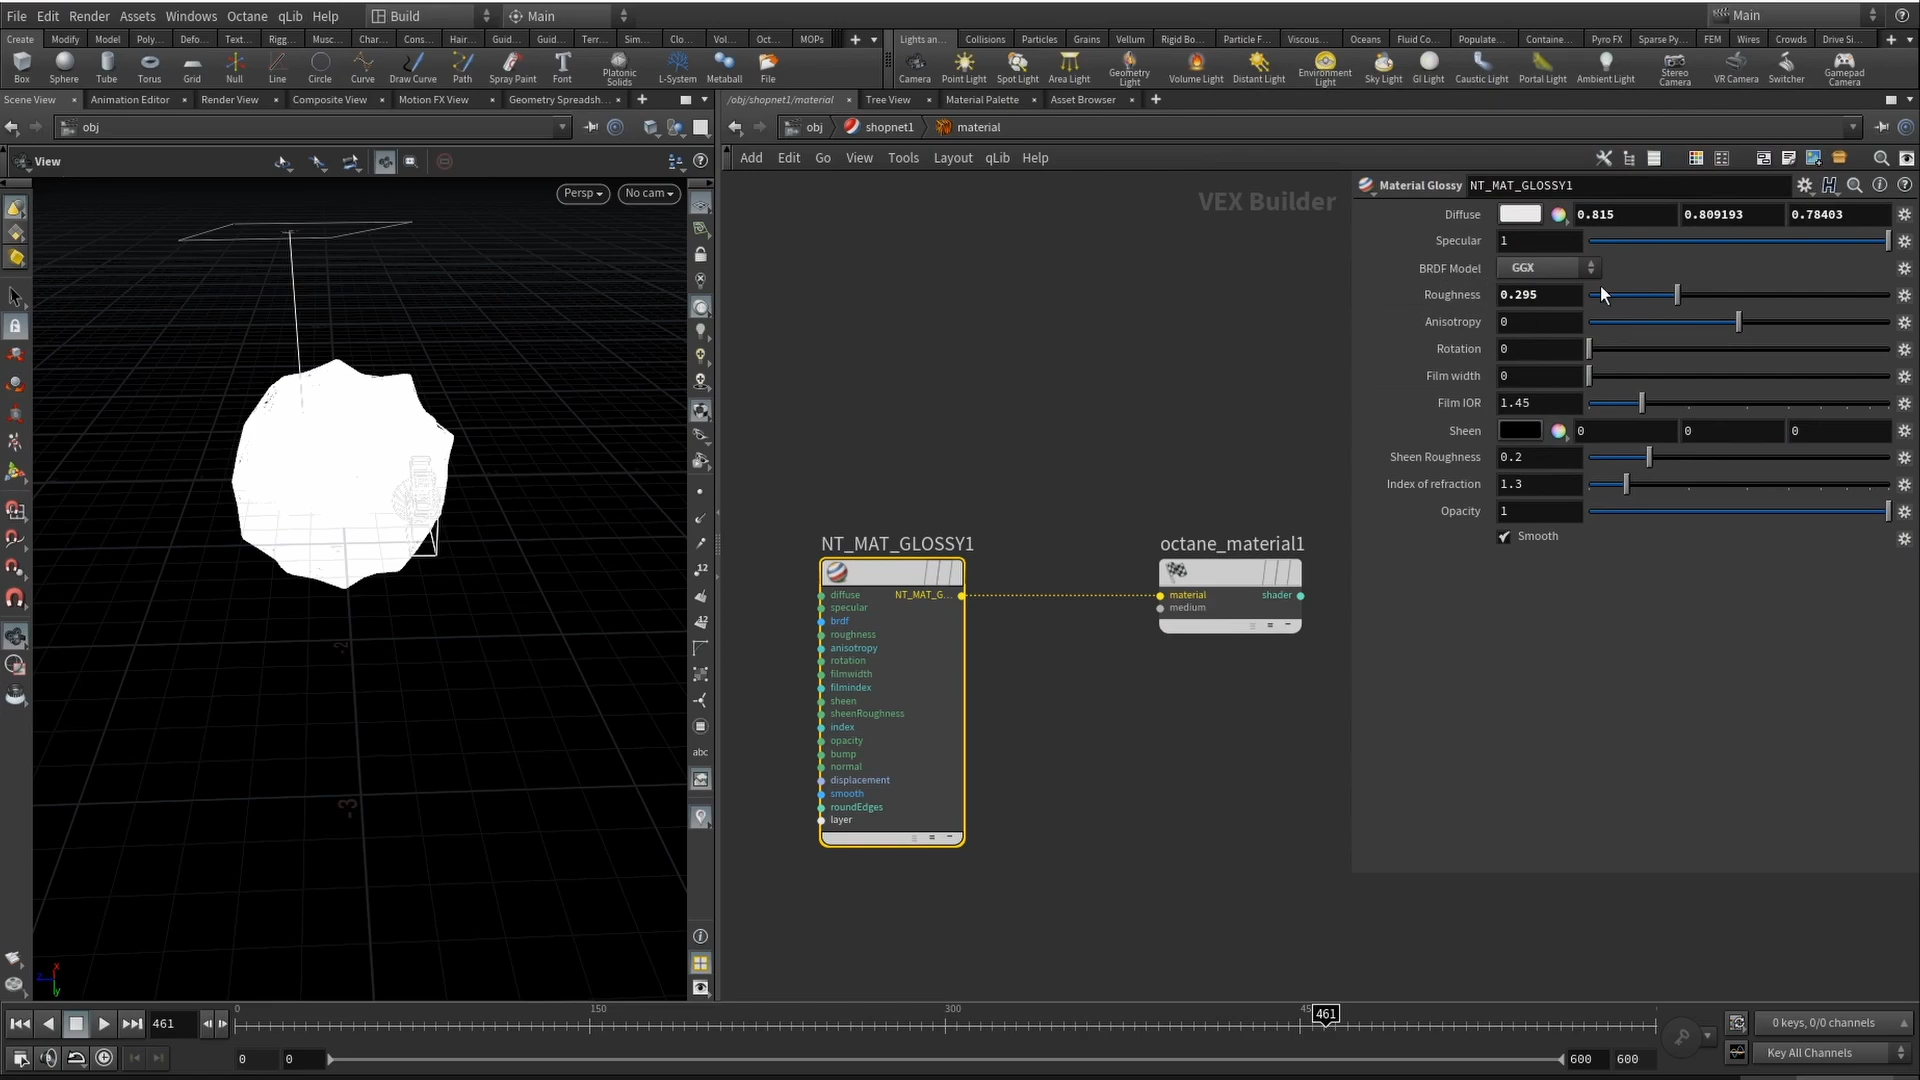 File Edit Render Assets Windows Octane qLib Help Build Main Main
Create Modify Model Poly... Defo... Text... Rigg... Musc... Char... Cons... Hair... Guid... Guid... Terr... Sim... Clo... Vol... Oct... MOPs
Lights an... Collisions Particles Grains Vellum Rigid Bo... Particle F... Viscous... Oceans Fluid Co... Populate... Containe... Pyro FX Sparse Py... FEM Wires Crowds Drive Si...
Box Sphere Tube Torus Grid Null Line Circle Curve Draw Curve Path Spray Paint Font Platonic Solids L-System Metaball File
Camera Point Light Spot Light Area Light Geometry Light Volume Light Distant Light Environment Light Sky Light GI Light Caustic Light Portal Light Ambient Light Stereo Camera VR Camera Switcher Gamepad Camera
Scene View Animation Editor Render View Composite View Motion FX View Geometry Spreadsh...
/obj/shopnet1/material Tree View Material Palette Asset Browser
obj
obj shopnet1 material
View
Add Edit Go View Tools Layout qLib Help
Persp No cam
VEX Builder
Material Glossy NT_MAT_GLOSSY1
Diffuse 0.815 0.809193 0.78403
Specular 1
BRDF Model GGX
Roughness 0.295
Anisotropy 0
Rotation 0
Film width 0
Film IOR 1.45
Sheen 0 0 0
Sheen Roughness 0.2
Index of refraction 1.3
Opacity 1
Smooth
NT_MAT_GLOSSY1
diffuse NT_MAT_G...
specular
brdf
roughness
anisotropy
rotation
filmwidth
filmindex
sheen
sheenRoughness
index
opacity
bump
normal
displacement
smooth
roundEdges
layer
octane_material1
material shader
medium
12
12
abc
-2
-3
x
z
y
461
0 150 300 45 461
0 keys, 0/0 channels
0 0 600 600
Key All Channels